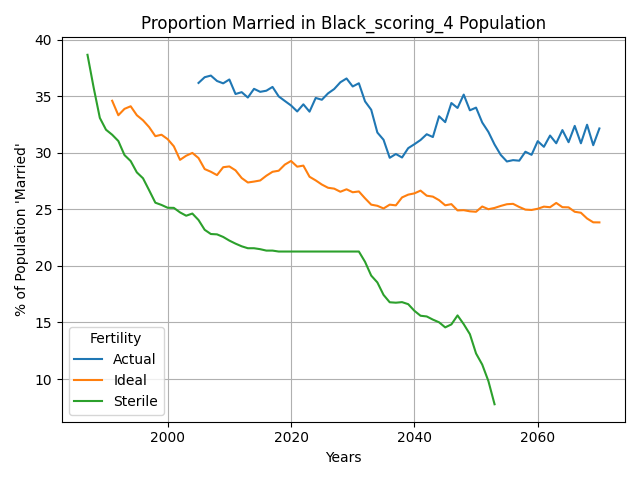 Proportion Married in Black_scoring_4 Population
% of Population 'Married'
40
35
30
25
20
15
10
Fertility
Actual
Ideal
Sterile
2000
2020
2040
2060
Years